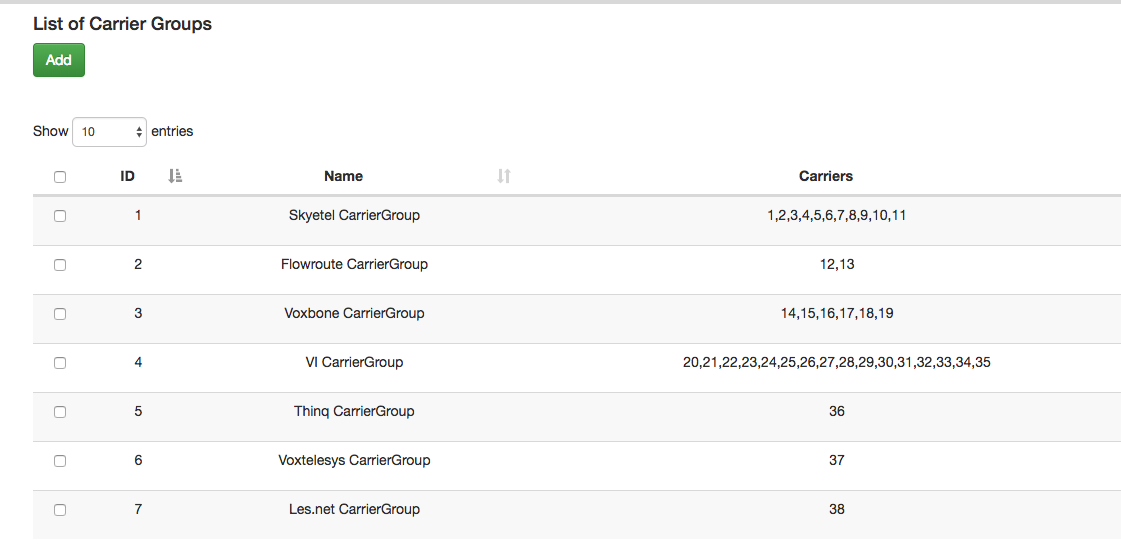 List of Carrier Groups
Add
Show 10 entries
ID Name Carriers
1 Skyetel CarrierGroup 1,2,3,4,5,6,7,8,9,10,11
2 Flowroute CarrierGroup 12,13
3 Voxbone CarrierGroup 14,15,16,17,18,19
4 VI CarrierGroup 20,21,22,23,24,25,26,27,28,29,30,31,32,33,34,35
5 Thinq CarrierGroup 36
6 Voxtelesys CarrierGroup 37
7 Les.net CarrierGroup 38